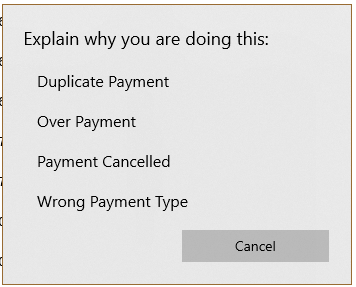 Explain why you are doing this:
Duplicate Payment
Over Payment
Payment Cancelled
Wrong Payment Type
Cancel